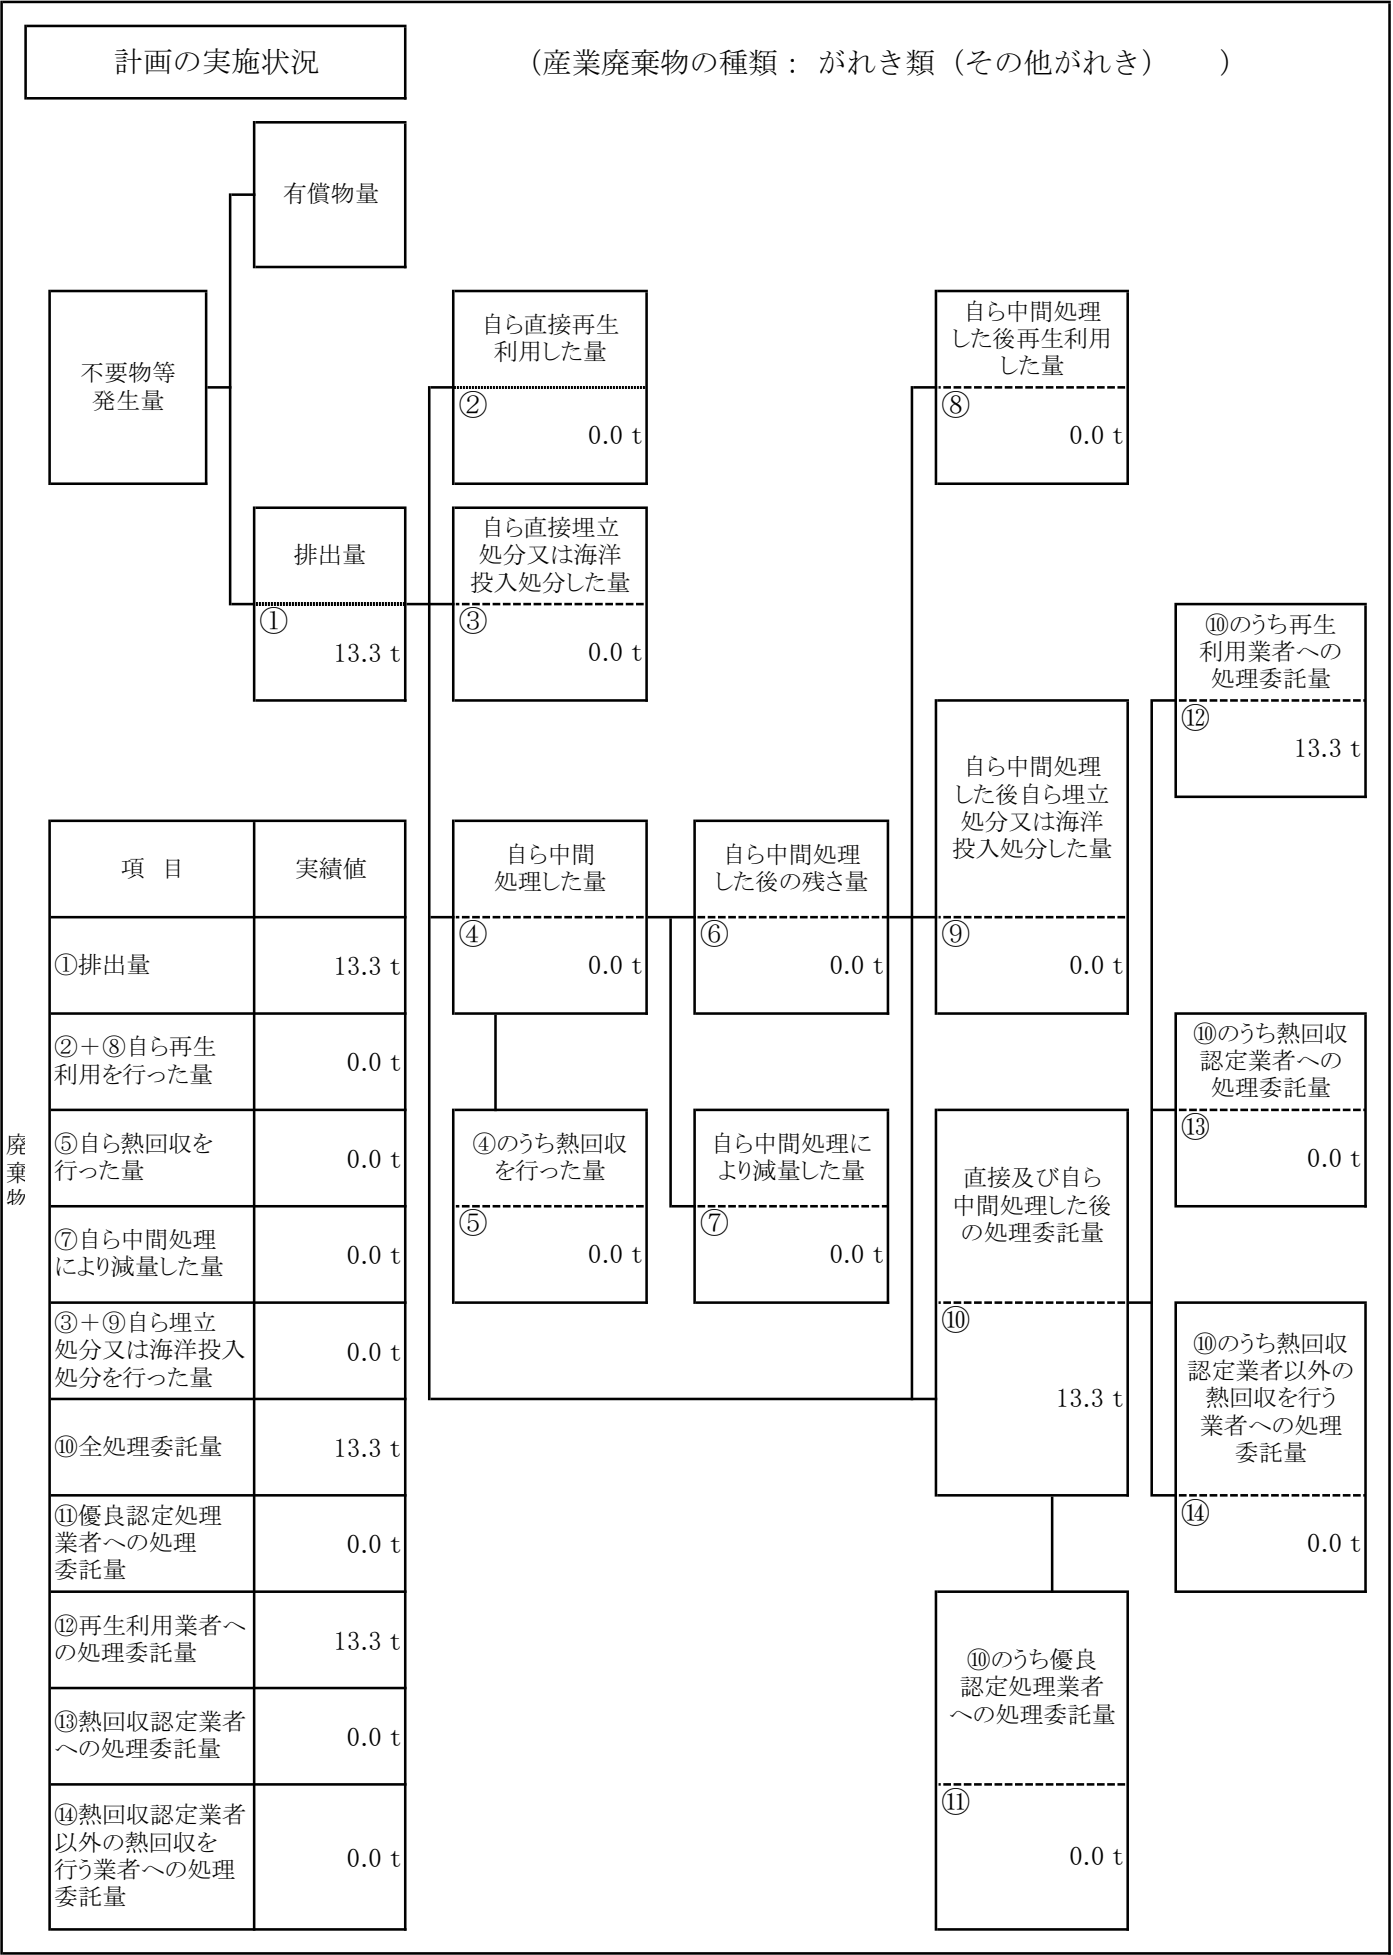 計画の実施状況
（産業廃棄物の種類： がれき類（その他がれき）　　）
有償物量
不要物等
発生量
自ら直接再生
利用した量
②
0.0 t
自ら中間処理
した後再生利用
した量
⑧
0.0 t
排出量
①
13.3 t
自ら直接埋立
処分又は海洋
投入処分した量
③
0.0 t
⑩のうち再生
利用業者への
処理委託量
⑫
13.3 t
自ら中間処理
した後自ら埋立
処分又は海洋
投入処分した量
⑨
0.0 t
自ら中間
処理した量
④
0.0 t
自ら中間処理
した後の残さ量
⑥
0.0 t
⑩のうち熱回収
認定業者への
処理委託量
⑬
0.0 t
④のうち熱回収
を行った量
⑤
0.0 t
自ら中間処理に
より減量した量
⑦
0.0 t
直接及び自ら
中間処理した後
の処理委託量
⑩
13.3 t
⑩のうち熱回収
認定業者以外の
熱回収を行う
業者への処理
委託量
⑭
0.0 t
⑩のうち優良
認定処理業者
への処理委託量
⑪
0.0 t
項　目
実績値
①排出量
13.3 t
②＋⑧自ら再生
利用を行った量
0.0 t
⑤自ら熱回収を
行った量
0.0 t
⑦自ら中間処理
により減量した量
0.0 t
③＋⑨自ら埋立
処分又は海洋投入
処分を行った量
0.0 t
⑩全処理委託量
13.3 t
⑪優良認定処理
業者への処理
委託量
0.0 t
⑫再生利用業者へ
の処理委託量
13.3 t
⑬熱回収認定業者
への処理委託量
0.0 t
⑭熱回収認定業者
以外の熱回収を
行う業者への処理
委託量
0.0 t
廃
棄
物